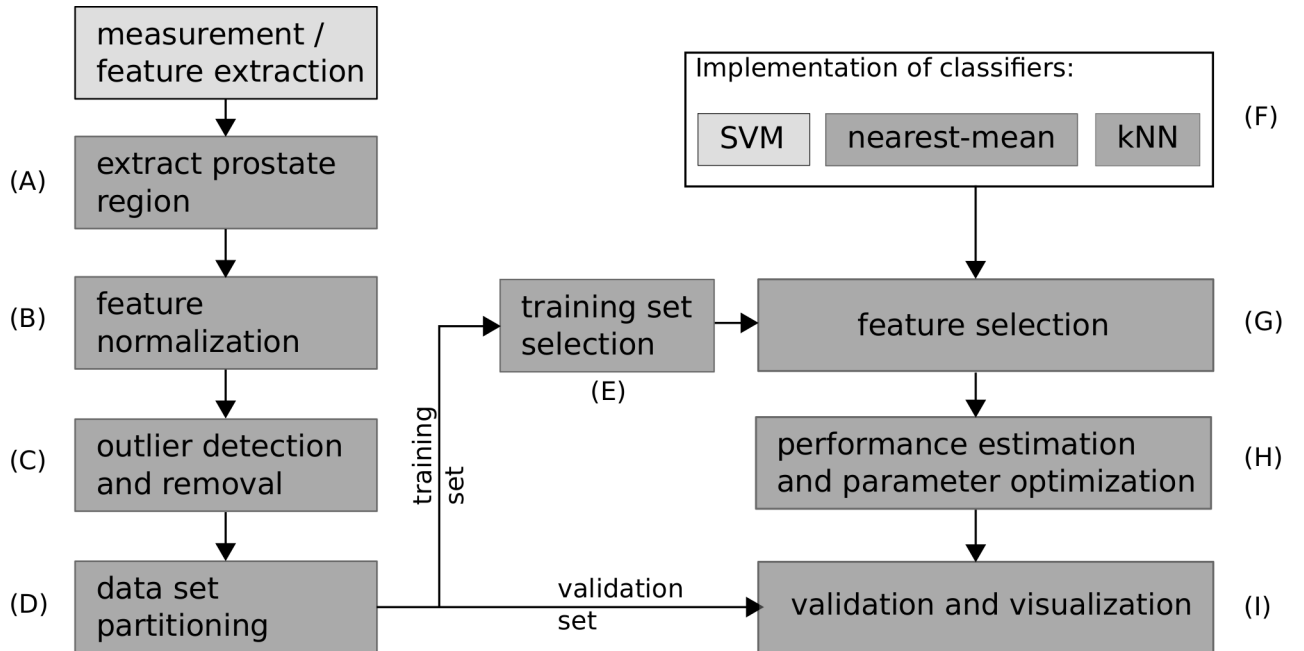 measurement /
feature extraction
(A)
extract prostate
region
(B)
feature
normalization
(C)
outlier detection
and removal
(D)
data set
partitioning
training
set
validation
set
training set
selection
(E)
Implementation of classifiers:
SVM
nearest-mean
kNN
(F)
feature selection
(G)
performance estimation
and parameter optimization
(H)
validation and visualization
(I)